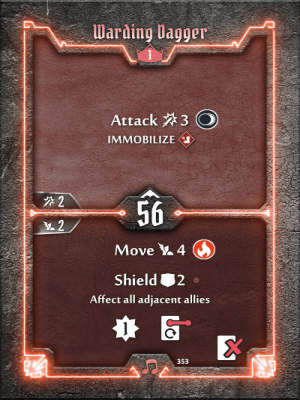 Warding Dagger
1
Attack 3
IMMOBILIZE
2
56
2
Move 4
Shield 2
Affect all adjacent allies
1
353